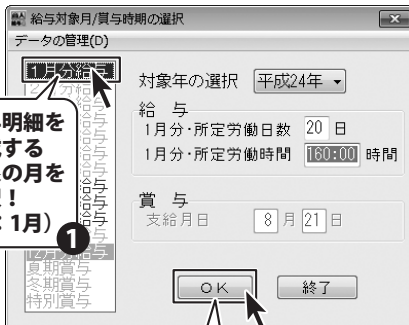 給与対象月/賞与時期の選択
データの管理(D)
1月分給与
対象年の選択 平成24年
給与
1月分・所定労働日数 20 日
1月分・所定労働時間 160:00 時間
賞与
支給月日 8 月 21 日
明細を
する
の月を
!
1月)
1
12月分給与
夏期賞与
冬期賞与
特別賞与
OK
終了